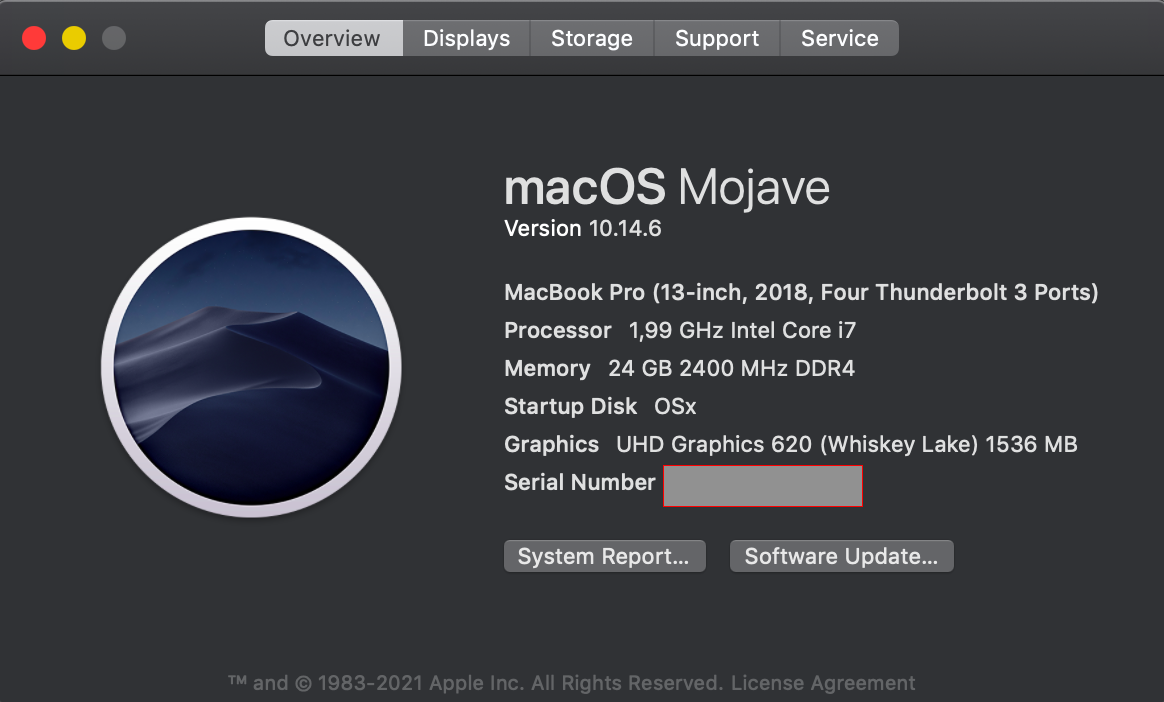 Overview Displays Storage Support Service
macOS Mojave
Version 10.14.6
MacBook Pro (13-inch, 2018, Four Thunderbolt 3 Ports)
Processor 1,99 GHz Intel Core i7
Memory 24 GB 2400 MHz DDR4
Startup Disk OSx
Graphics UHD Graphics 620 (Whiskey Lake) 1536 MB
Serial Number
System Report... Software Update...
™ and © 1983-2021 Apple Inc. All Rights Reserved. License Agreement